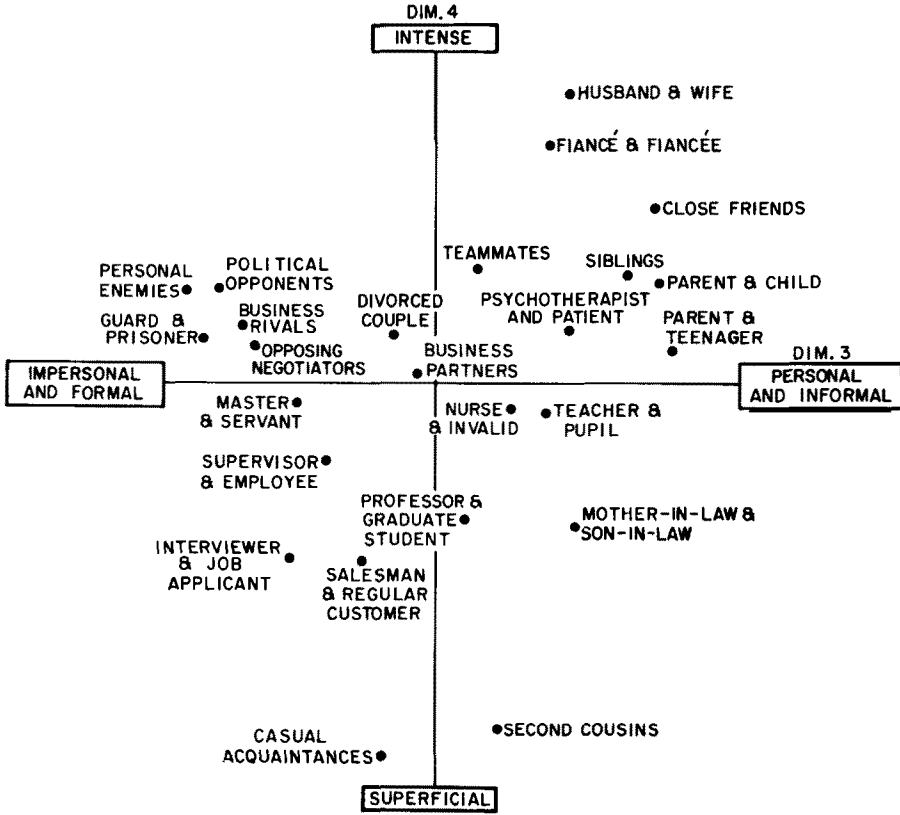 DIM. 4
INTENSE
HUSBAND & WIFE
FIANCÉ & FIANCÉE
CLOSE FRIENDS
TEAMMATES
SIBLINGS
PARENT & CHILD
PERSONAL
ENEMIES
POLITICAL
OPPONENTS
PSYCHOTHERAPIST
AND PATIENT
DIVORCED
COUPLE
BUSINESS
RIVALS
GUARD &
PRISONER
PARENT &
TEENAGER
OPPOSING
NEGOTIATORS
BUSINESS
PARTNERS
DIM. 3
IMPERSONAL
AND FORMAL
PERSONAL
AND INFORMAL
MASTER
& SERVANT
NURSE
& INVALID
TEACHER &
PUPIL
SUPERVISOR
& EMPLOYEE
PROFESSOR &
GRADUATE
STUDENT
MOTHER-IN-LAW &
SON-IN-LAW
INTERVIEWER
& JOB
APPLICANT
SALESMAN
& REGULAR
CUSTOMER
SECOND COUSINS
CASUAL
ACQUAINTANCES
SUPERFICIAL